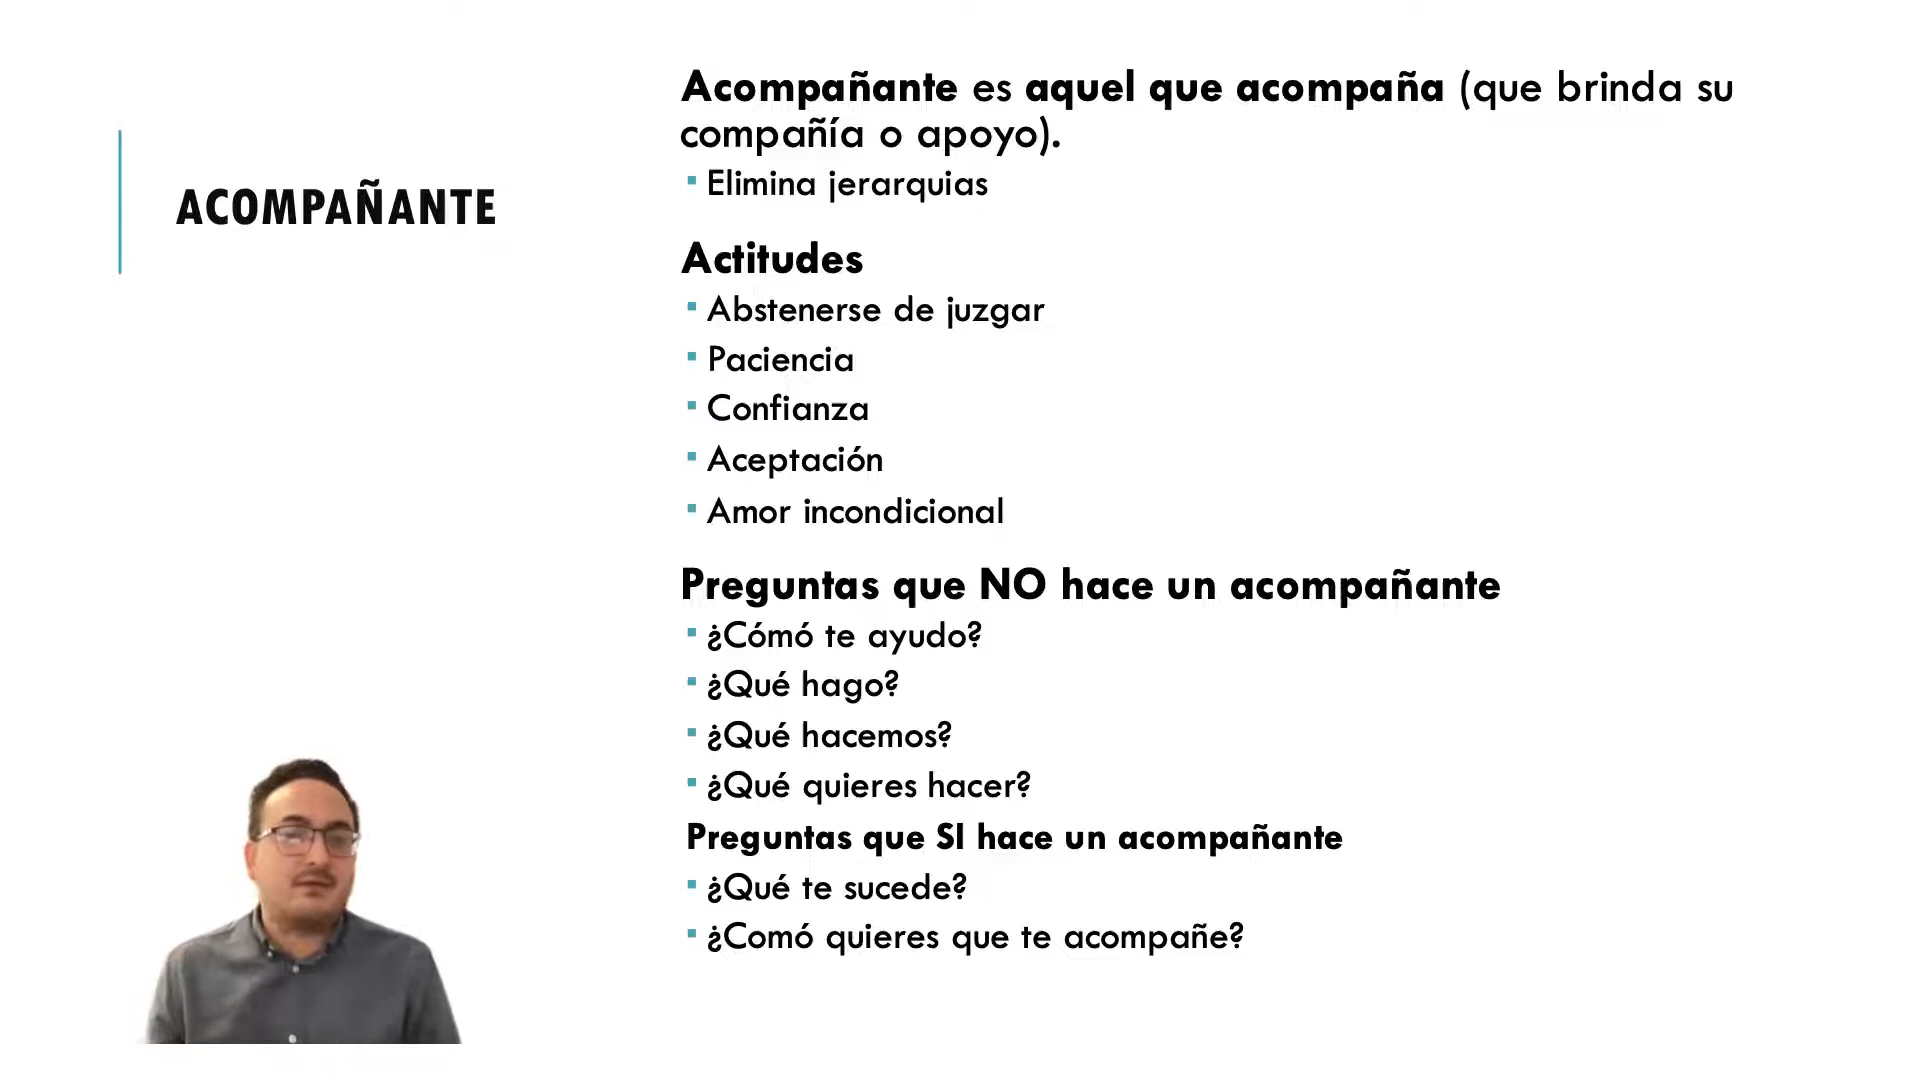 ACOMPAÑANTE
Acompañante es aquel que acompaña (que brinda su
compañía o apoyo).
Elimina jerarquias
Actitudes
Abstenerse de juzgar
Paciencia
Confianza
Aceptación
Amor incondicional
Preguntas que NO hace un acompañante
¿Cómó te ayudo?
¿Qué hago?
¿Qué hacemos?
¿Qué quieres hacer?
Preguntas que SI hace un acompañante
¿Qué te sucede?
¿Comó quieres que te acompañe?